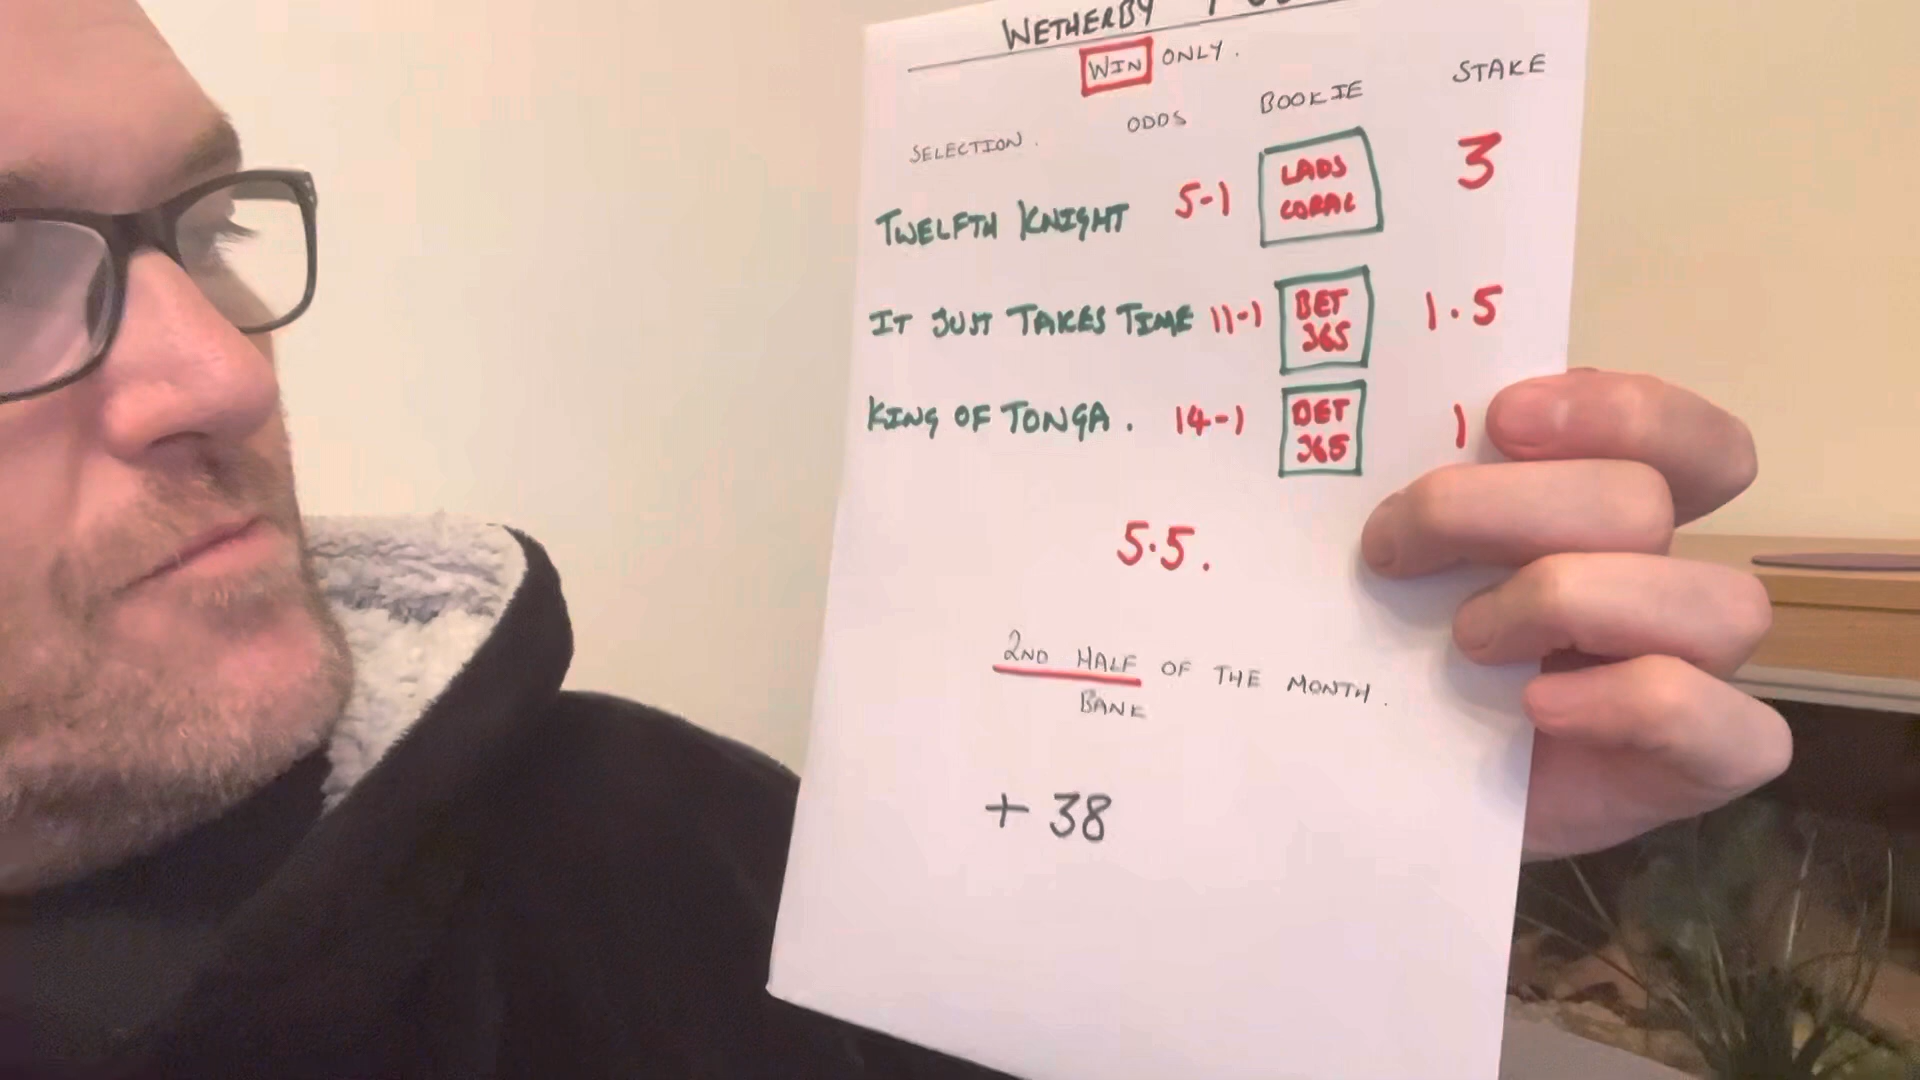 WETHERBY
WIN ONLY.
SELECTION. ODDS BOOKIE STAKE
TWELFTH KNIGHT 5-1 LADS CORAL 3
IT JUST TAKES TIME 11-1 BET 365 1.5
KING OF TONGA. 14-1 BET 365 1
5.5.
2ND HALF OF THE MONTH.
BANK
+ 38